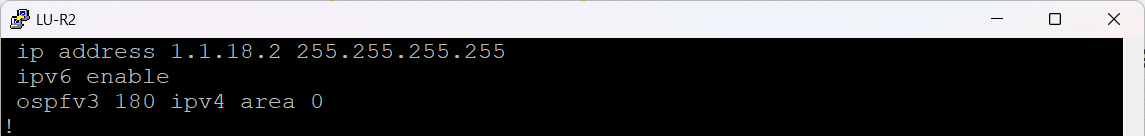 LU-R2
ip address 1.1.18.2 255.255.255.255
ipv6 enable
ospfv3 180 ipv4 area 0
!